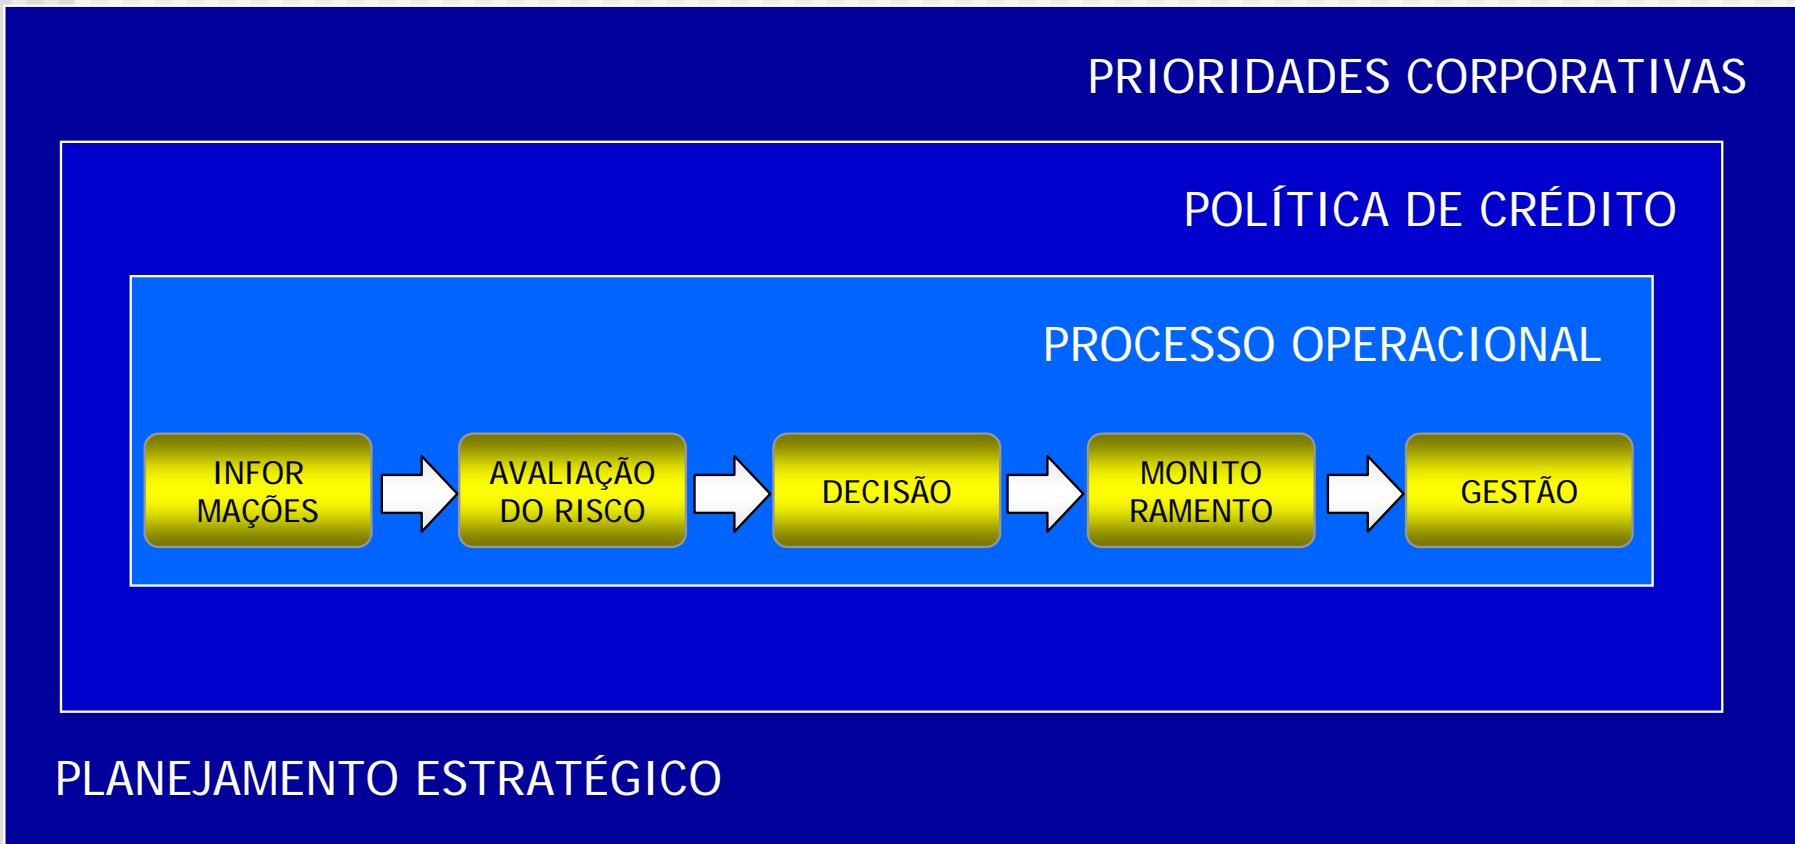 PRIORIDADES CORPORATIVAS
POLÍTICA DE CRÉDITO
PROCESSO OPERACIONAL
INFOR
MAÇÕES
AVALIAÇÃO
DO RISCO
DECISÃO
MONITO
RAMENTO
GESTÃO
PLANEJAMENTO ESTRATÉGICO